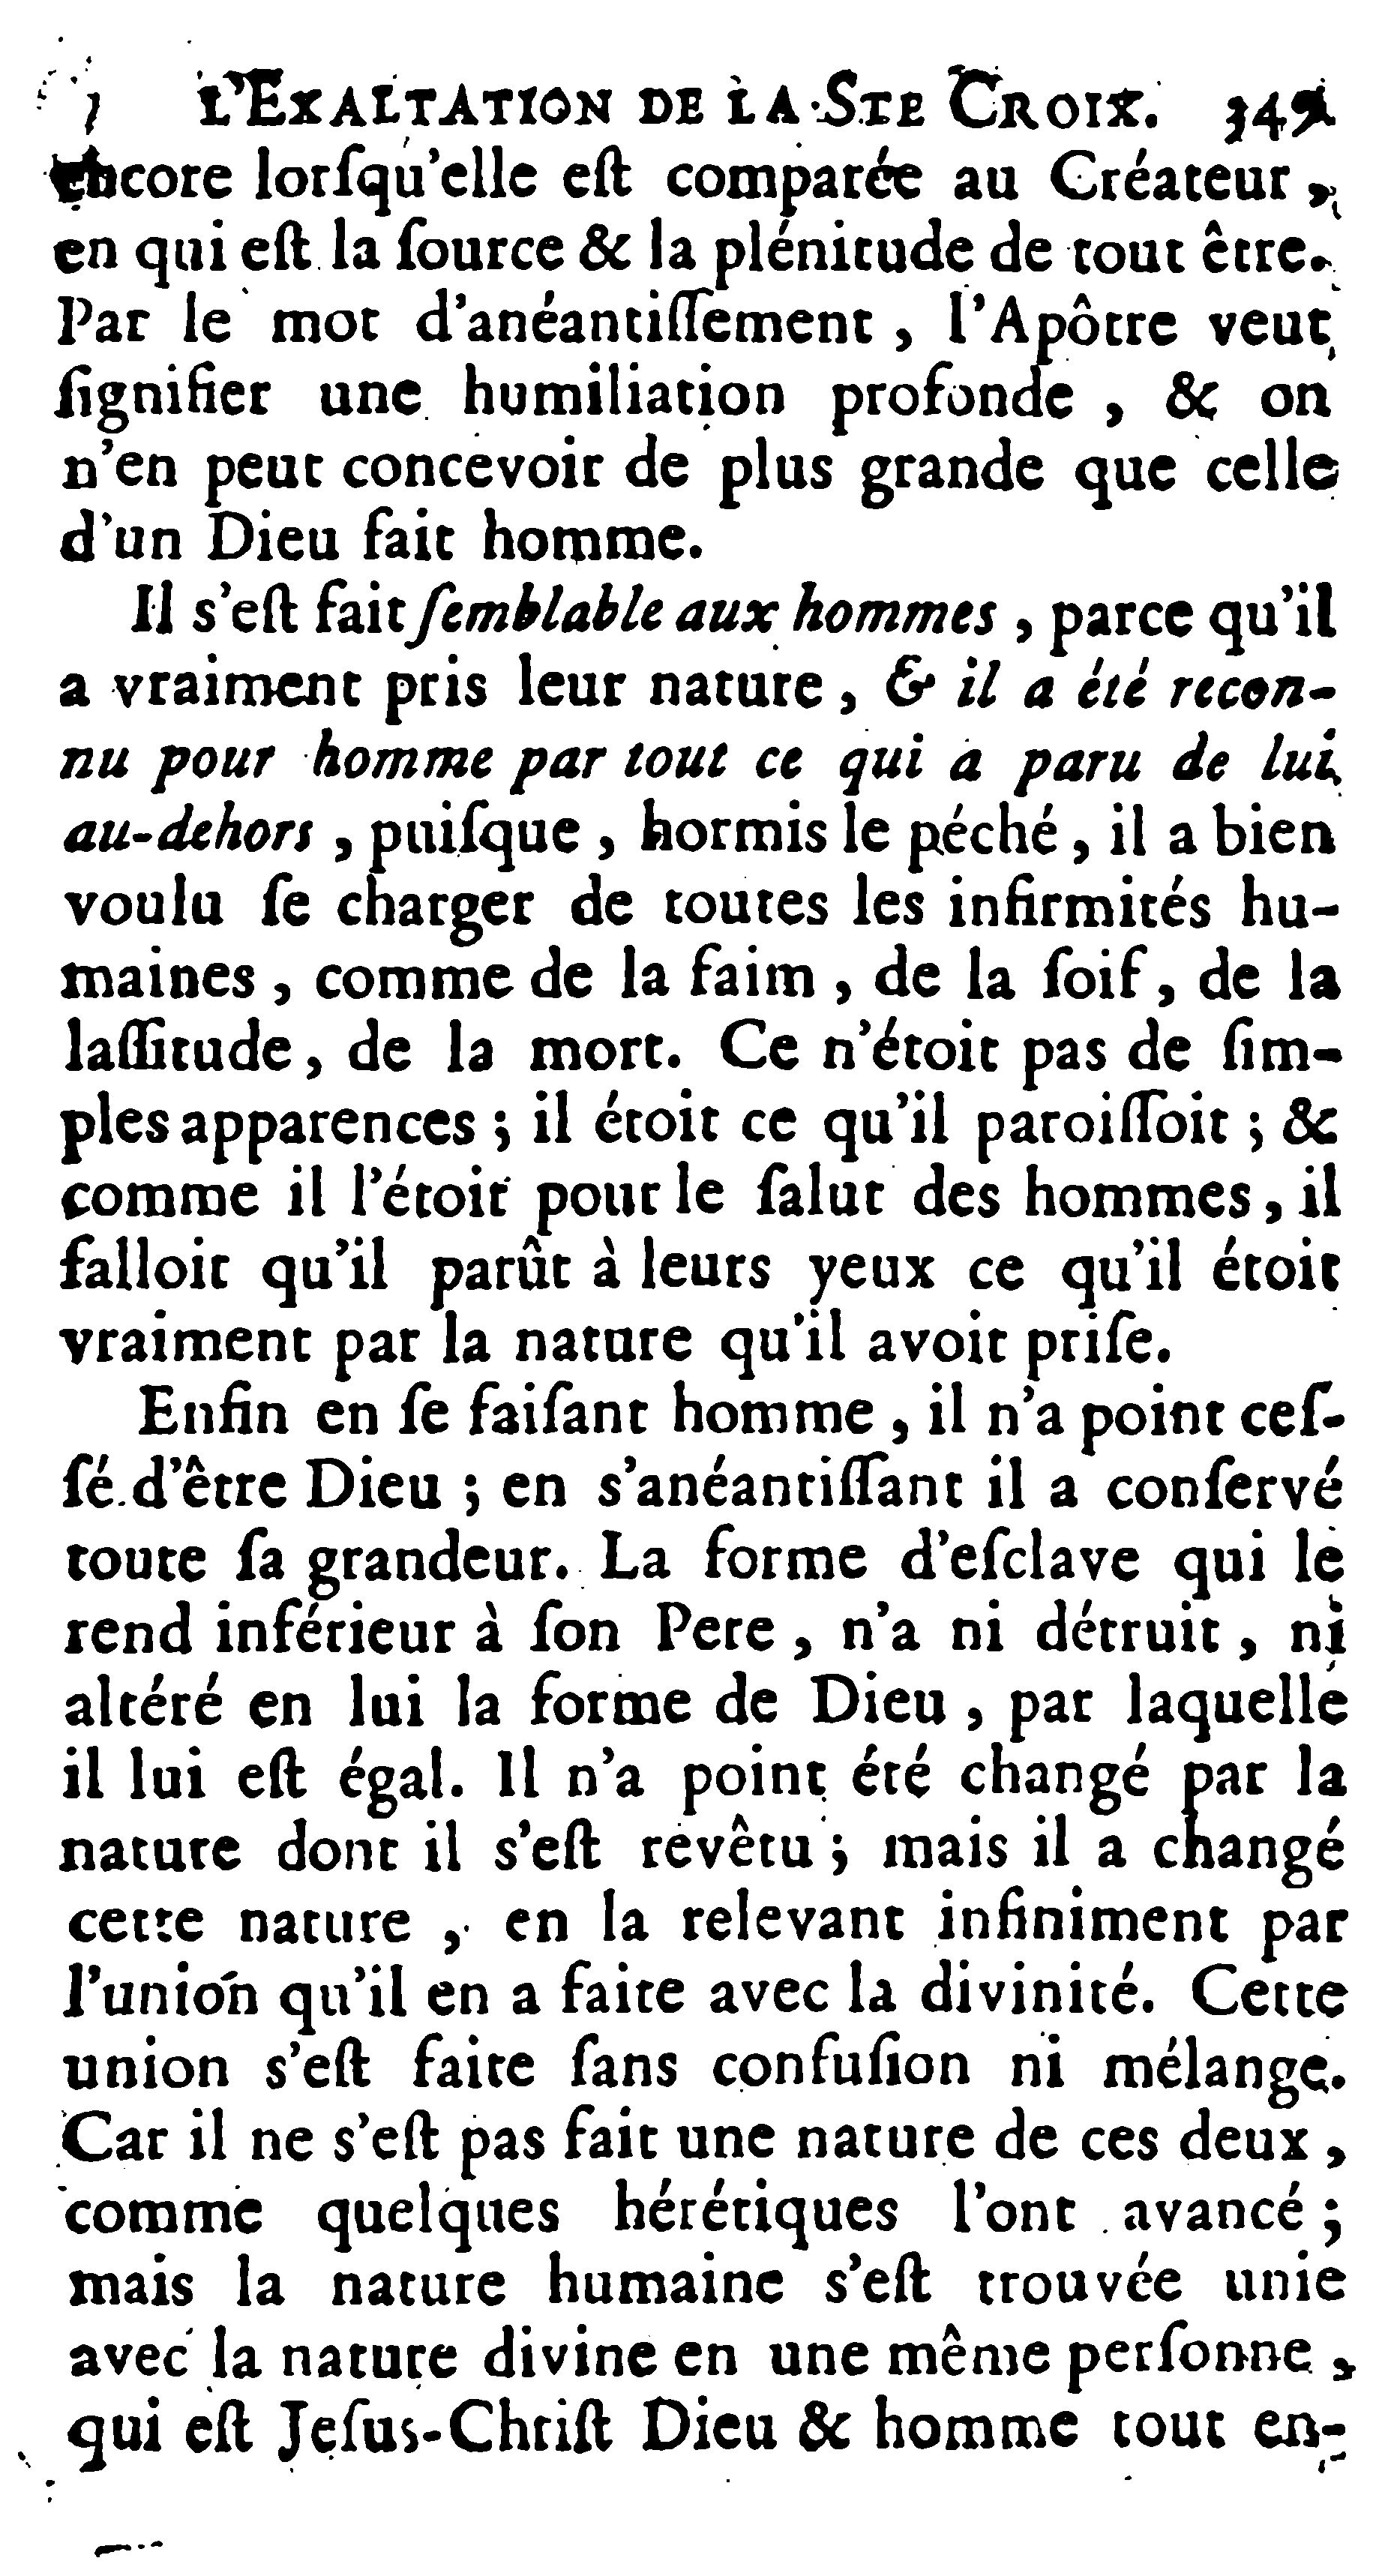 L'EXALTATION DE LA STE CROIX. 349
encore lorſqu'elle eſt comparée au Créateur,
en qui eſt la ſource & la plénitude de tout être.
Par le mot d'anéantiſſement, l'Apôtre veut
ſignifier une humiliation profonde, & on
n'en peut concevoir de plus grande que celle
d'un Dieu fait homme.
Il s'eſt fait ſemblable aux hommes, parce qu'il
a vraiment pris leur nature, & il a été recon-
nu pour homme par tout ce qui a paru de lui
au-dehors, puiſque, hormis le péché, il a bien
voulu ſe charger de toutes les infirmités hu-
maines, comme de la faim, de la ſoif, de la
laſſitude, de la mort. Ce n'étoit pas de ſim-
ples apparences; il étoit ce qu'il paroiſſoit; &
comme il l'étoit pour le ſalut des hommes, il
falloit qu'il parût à leurs yeux ce qu'il étoit
vraiment par la nature qu'il avoit priſe.
Enfin en ſe faiſant homme, il n'a point ceſ-
ſé d'être Dieu; en s'anéantiſſant il a conſervé
toute ſa grandeur. La forme d'eſclave qui le
rend inférieur à ſon Pere, n'a ni détruit, ni
altéré en lui la forme de Dieu, par laquelle
il lui eſt égal. Il n'a point été changé par la
nature dont il s'eſt revêtu; mais il a changé
cette nature, en la relevant infiniment par
l'union qu'il en a faite avec la divinité. Cette
union s'eſt faite ſans confuſion ni mélange.
Car il ne s'eſt pas fait une nature de ces deux,
comme quelques hérétiques l'ont avancé;
mais la nature humaine s'eſt trouvée unie
avec la nature divine en une même perſonne,
qui eſt Jeſus-Chriſt Dieu & homme tout en-